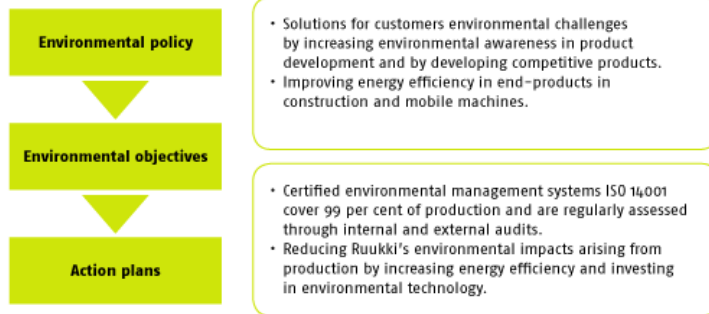 Environmental policy
Environmental objectives
Action plans
• Solutions for customers environmental challenges
by increasing environmental awareness in product
development and by developing competitive products.
• Improving energy efficiency in end-products in
construction and mobile machines.
• Certified environmental management systems ISO 14001
cover 99 per cent of production and are regularly assessed
through internal and external audits.
• Reducing Ruukki's environmental impacts arising from
production by increasing energy efficiency and investing
in environmental technology.